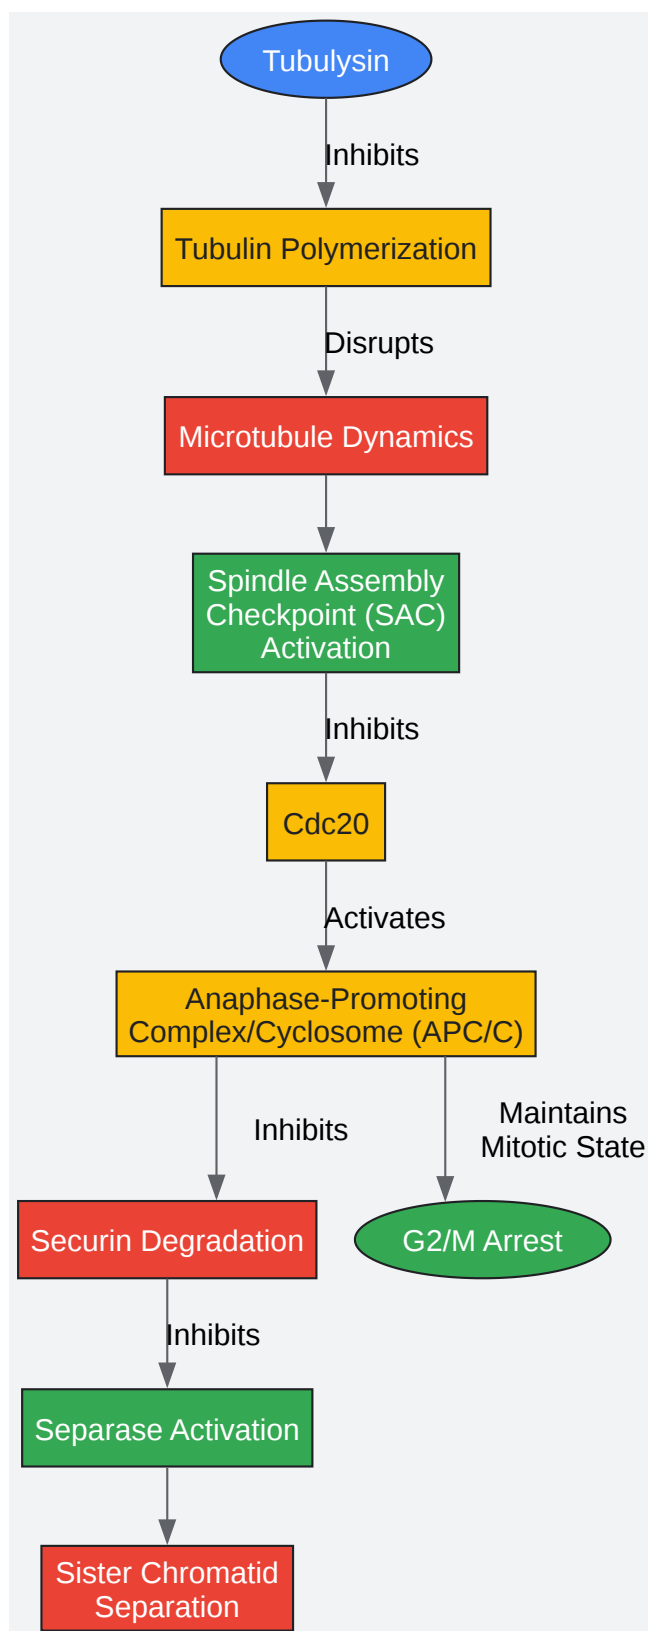 Tubulysin
Inhibits
Tubulin Polymerization
Disrupts
Microtubule Dynamics
Spindle Assembly
Checkpoint (SAC)
Activation
Inhibits
Cdc20
Activates
Anaphase-Promoting
Complex/Cyclosome (APC/C)
Inhibits
Maintains
Mitotic State
Securin Degradation
G2/M Arrest
Inhibits
Separase Activation
Sister Chromatid
Separation